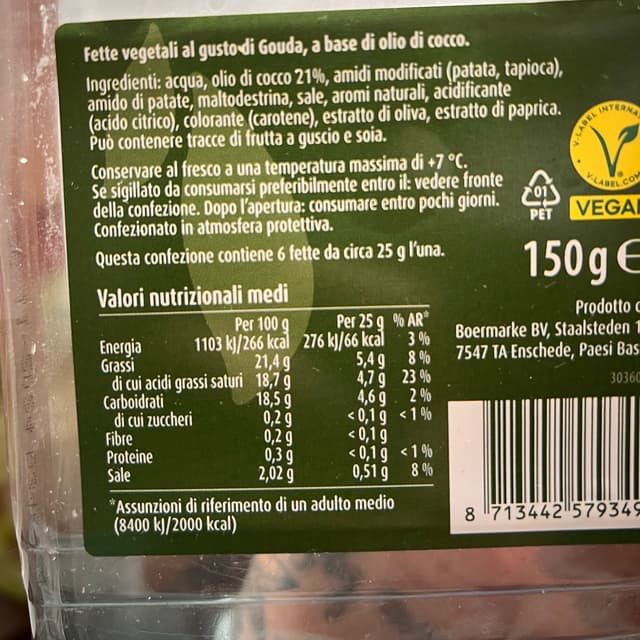 Fette vegetali al gusto di Gouda, a base di olio di cocco.
Ingredienti: acqua, olio di cocco 21%, amidi modificati (patata, tapioca),
amido di patate, maltodestrina, sale, aromi naturali, acidificante
(acido citrico), colorante (carotene), estratto di oliva, estratto di paprica.
Può contenere tracce di frutta a guscio e soia.
Conservare al fresco a una temperatura massima di +7 °C.
Se sigillato da consumarsi preferibilmente entro il: vedere fronte
della confezione. Dopo l'apertura: consumare entro pochi giorni.
Confezionato in atmosfera protettiva.
Questa confezione contiene 6 fette da circa 25 g l'una.
01
PET
V-LABEL
V-LABEL.COM
VEGAN
150 g e
Valori nutrizionali medi
Per 100 g Per 25 g % AR*
Energia 1103 kJ/266 kcal 276 kJ/66 kcal 3 %
Grassi 21,4 g 5,4 g 8 %
di cui acidi grassi saturi 18,7 g 4,7 g 23 %
Carboidrati 18,5 g 4,6 g 2 %
di cui zuccheri 0,2 g <0,1 g <1 %
Fibre 0,2 g <0,1 g
Proteine 0,3 g <0,1 g <1 %
Sale 2,02 g 0,51 g 8 %
*Assunzioni di riferimento di un adulto medio
(8400 kJ/2000 kcal)
Prodotto
Boermarke BV, Staalsteden
7547 TA Enschede, Paesi
3036
8 713442 579349